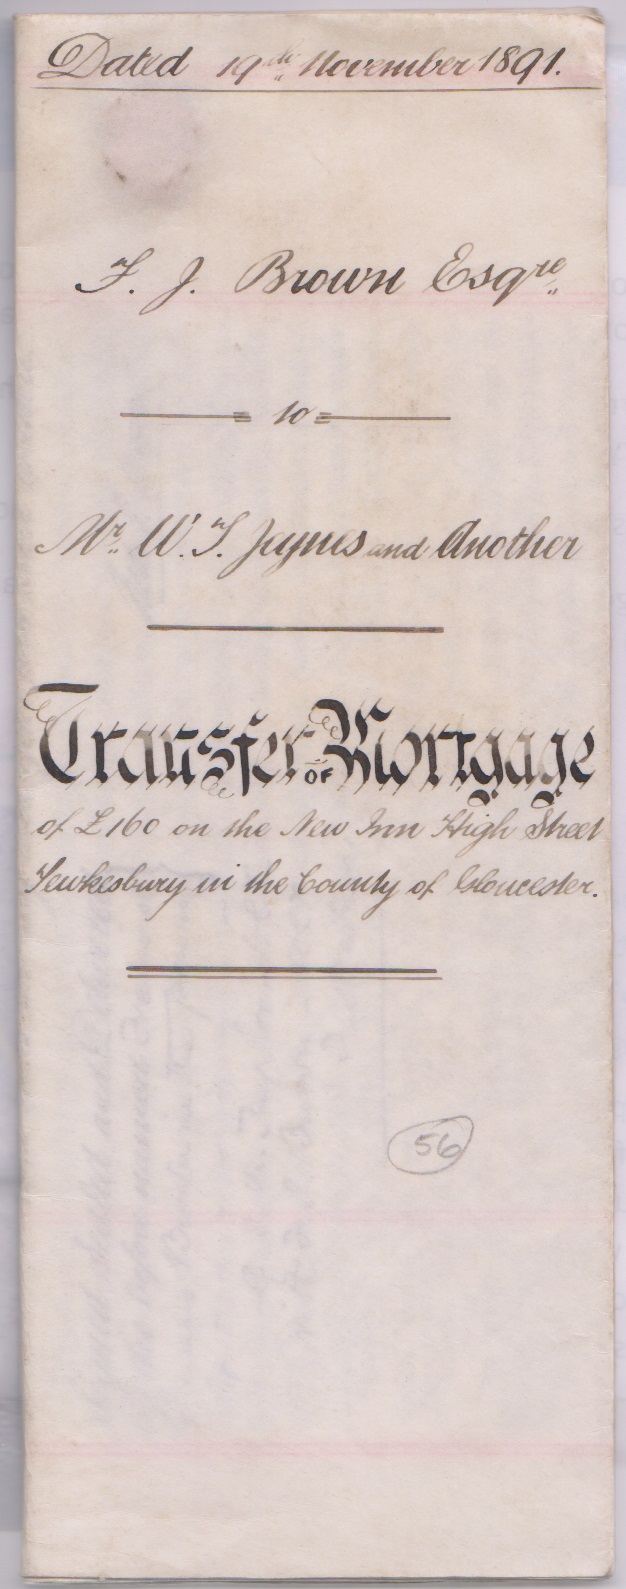 Dated 19th November 1891.
F. J. Brown Esqre
to
Mr. W. T. Jaynes and Another
Transfer of Mortgage
of £160 on the New Inn High Street
Tewkesbury in the County of Gloucester.
56